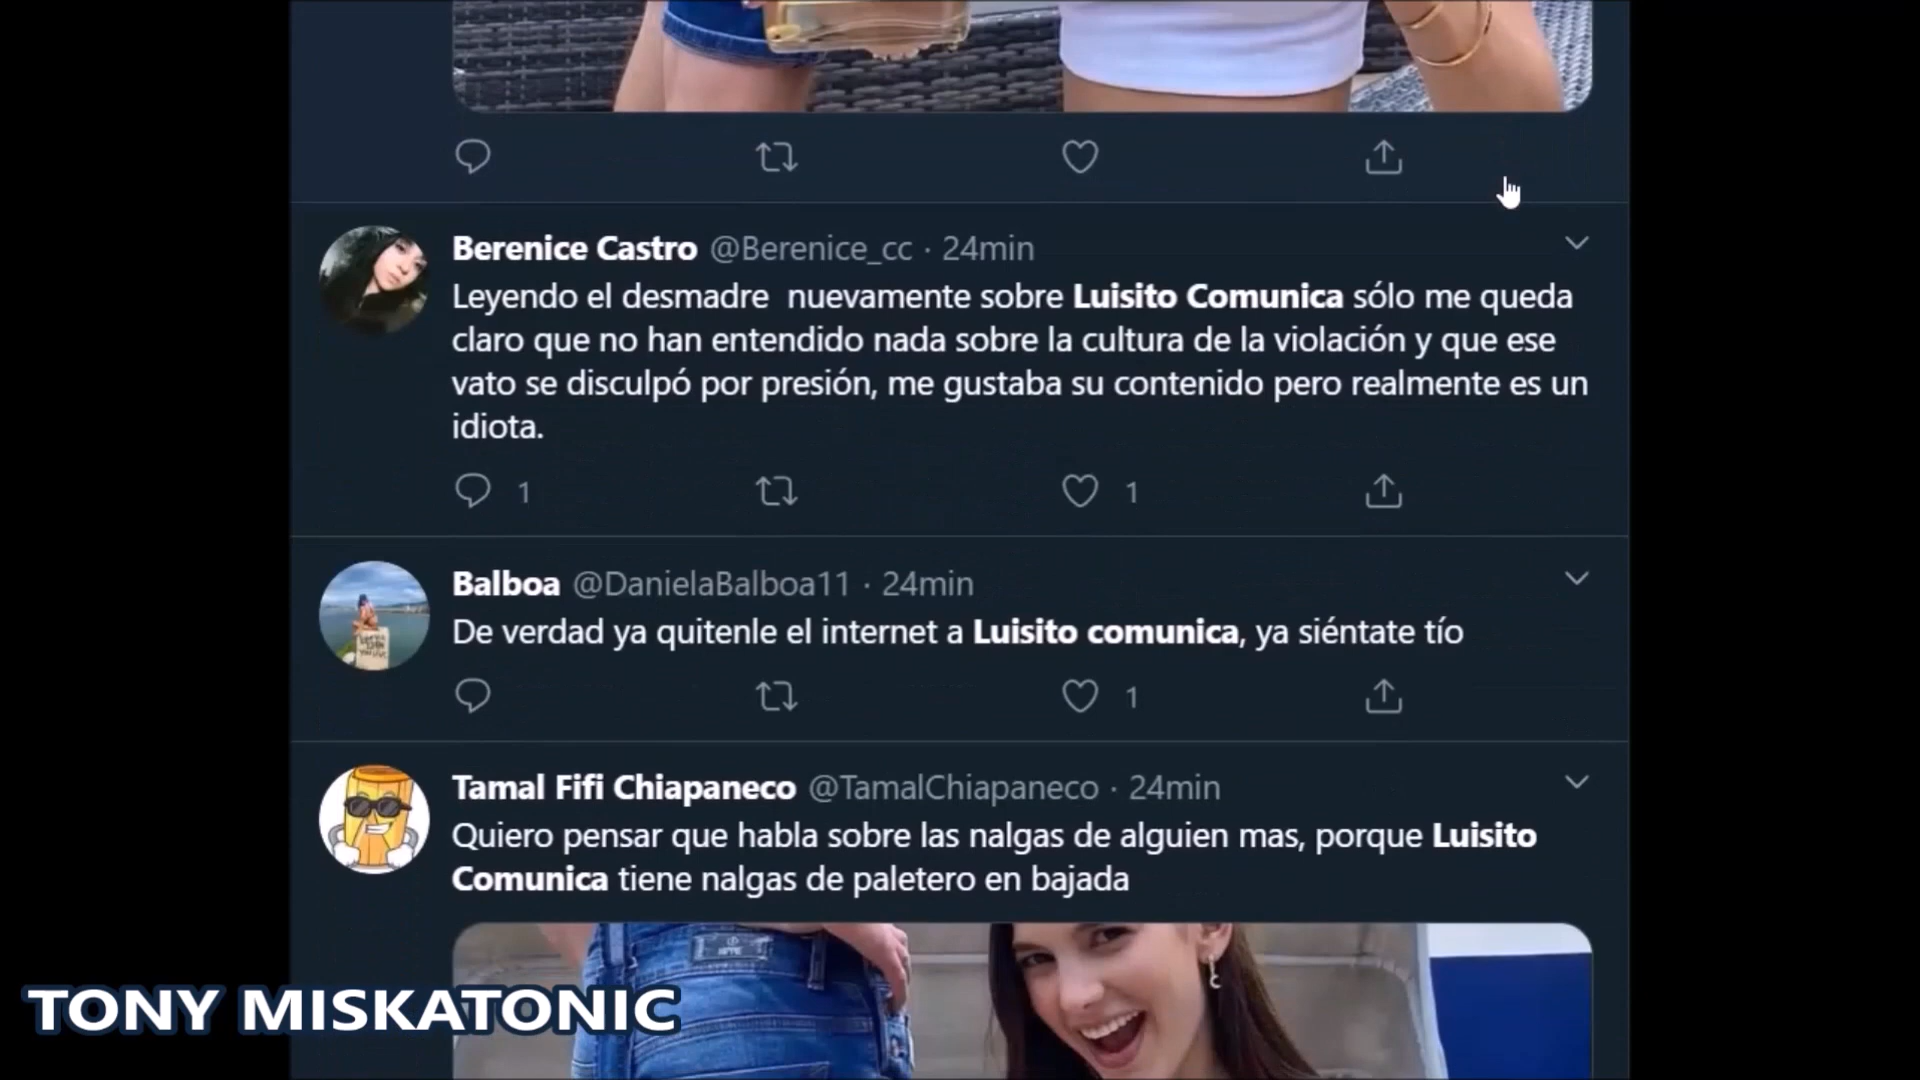 Berenice Castro @Berenice_cc · 24min
Leyendo el desmadre  nuevamente sobre Luisito Comunica sólo me queda
claro que no han entendido nada sobre la cultura de la violación y que ese
vato se disculpó por presión, me gustaba su contenido pero realmente es un
idiota.
1 1
Balboa @DanielaBalboa11 · 24min
De verdad ya quitenle el internet a Luisito comunica, ya siéntate tío
1
Tamal Fifi Chiapaneco @TamalChiapaneco · 24min
Quiero pensar que habla sobre las nalgas de alguien mas, porque Luisito
Comunica tiene nalgas de paletero en bajada
TONY MISKATONIC